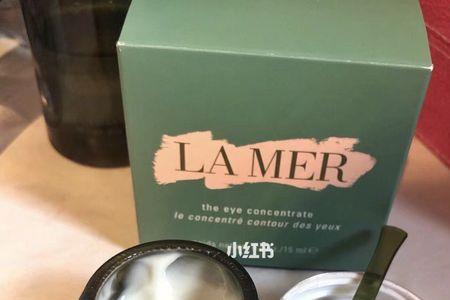 LA MER
the eye concentrate
le concentré contour des yeux
/15 ml ℮
小红书